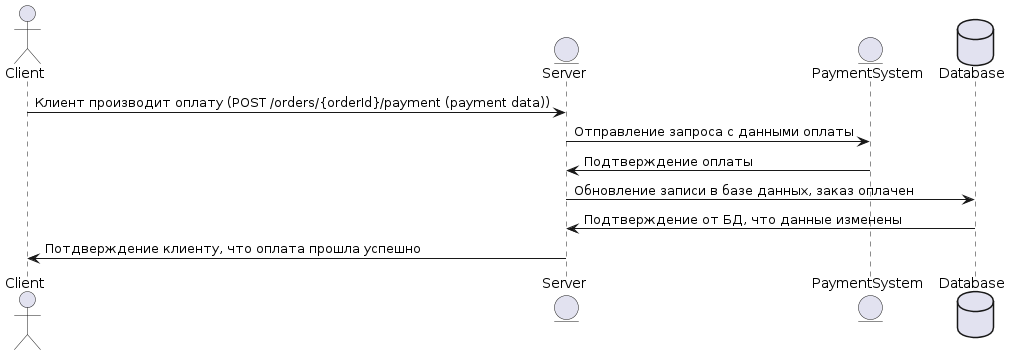 Client
Server
PaymentSystem
Database
Клиент производит оплату (POST /orders/{orderId}/payment (payment data))
Отправление запроса с данными оплаты
Подтверждение оплаты
Обновление записи в базе данных, заказ оплачен
Подтверждение от БД, что данные изменены
Потдверждение клиенту, что оплата прошла успешно
Client
Server
PaymentSystem
Database